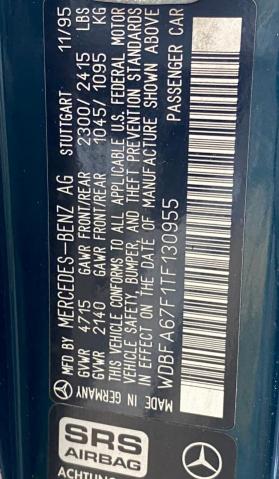 MFD BY MERCEDES-BENZ AG STUTTGART 11/95
GVWR 4715 GAWR FRONT/REAR 2300/2415 LBS
GVWR 2140 GAWR FRONT/REAR 1045/1095 KG
THIS VEHICLE CONFORMS TO ALL APPLICABLE U.S. FEDERAL MOTOR
VEHICLE SAFETY, BUMPER, AND THEFT PREVENTION STANDARDS
IN EFFECT ON THE DATE OF MANUFACTURE SHOWN ABOVE
WDBFA67F1TF130955 PASSENGER CAR
MADE IN GERMANY
SRS
AIRBAG
ACHTUNG